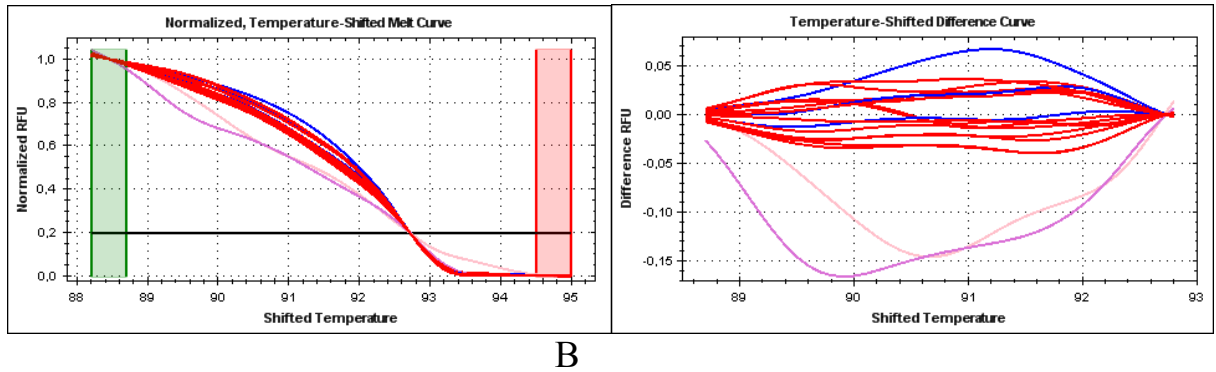 Normalized, Temperature-Shifted Melt Curve
Normalized RFU
1,0
0,8
0,6
0,4
0,2
0,0
88 89 90 91 92 93 94 95
Shifted Temperature
Temperature-Shifted Difference Curve
Difference RFU
0,05
0,00
-0,05
-0,10
-0,15
89 90 91 92 93
Shifted Temperature
B